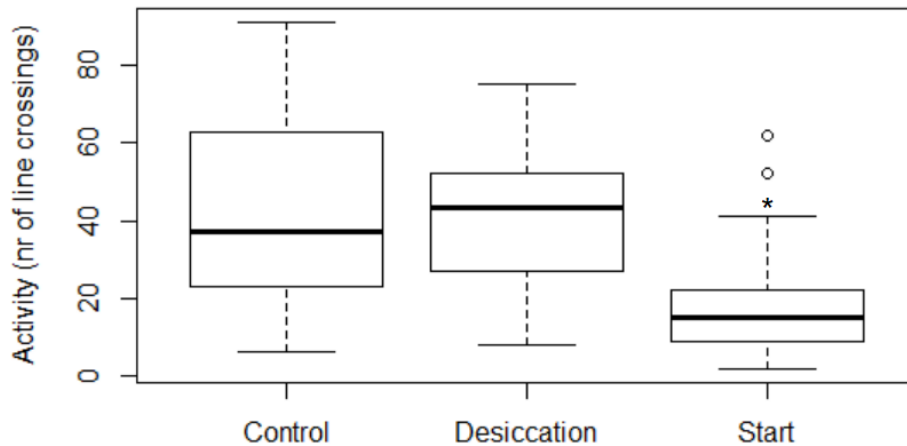 Activity (nr of line crossings)
80
60
40
20
0
*
Control
Desiccation
Start